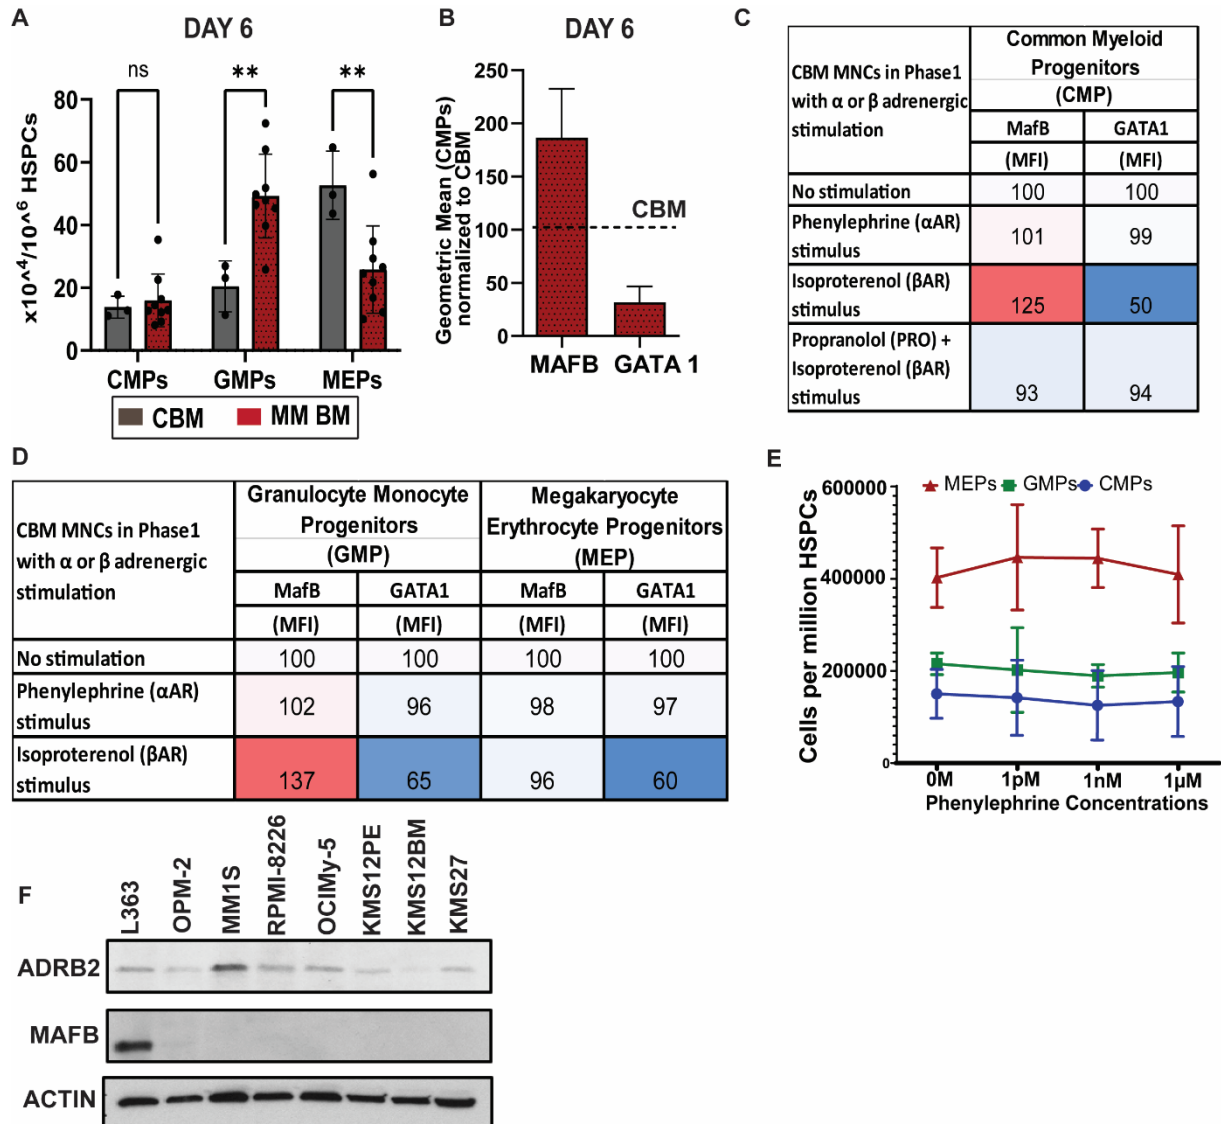 A
DAY 6
ns
**
**
x10^4/10^6 HSPCs
80
60
40
20
0
CMPs
GMPs
MEPs
CBM
MM BM
B
DAY 6
Geometric Mean (CMPs)
normalized to CBM
250
200
150
100
50
0
CBM
MAFB
GATA 1
C
CBM MNCs in Phase1
with α or β adrenergic
stimulation
Common Myeloid
Progenitors
(CMP)
MafB
GATA1
(MFI)
(MFI)
No stimulation
100
100
Phenylephrine (αAR)
stimulus
101
99
Isoproterenol (βAR)
stimulus
125
50
Propranolol (PRO) +
Isoproterenol (βAR)
stimulus
93
94
D
CBM MNCs in Phase1
with α or β adrenergic
stimulation
Granulocyte Monocyte
Progenitors
(GMP)
Megakaryocyte
Erythrocyte Progenitors
(MEP)
MafB
GATA1
MafB
GATA1
(MFI)
(MFI)
(MFI)
(MFI)
No stimulation
100
100
100
100
Phenylephrine (αAR)
stimulus
102
96
98
97
Isoproterenol (βAR)
stimulus
137
65
96
60
E
MEPs
GMPs
CMPs
Cells per million HSPCs
600000
400000
200000
0
0M
1pM
1nM
1µM
Phenylephrine Concentrations
F
L363
OPM-2
MM1S
RPMI-8226
OCIMy-5
KMS12PE
KMS12BM
KMS27
ADRB2
MAFB
ACTIN